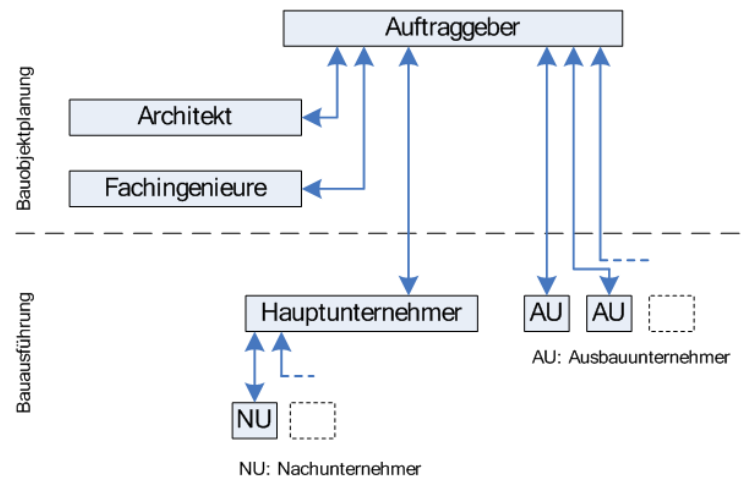 Auftraggeber
Bauobjektplanung
Architekt
Fachingenieure
Bauausführung
Hauptunternehmer
AU
AU
AU: Ausbauunternehmer
NU
NU: Nachunternehmer